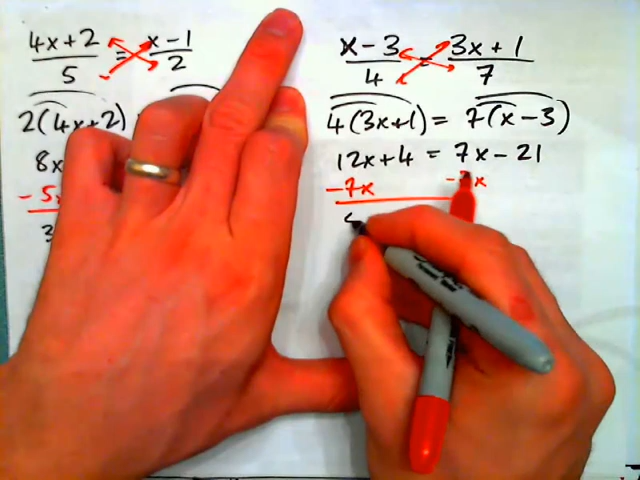 4x+2 = x-1
5 2
2(4x+2)
8x
-5x
3
x-3 = 3x+1
4 7
4(3x+1) = 7(x-3)
12x+4 = 7x-21
-7x -7x
5